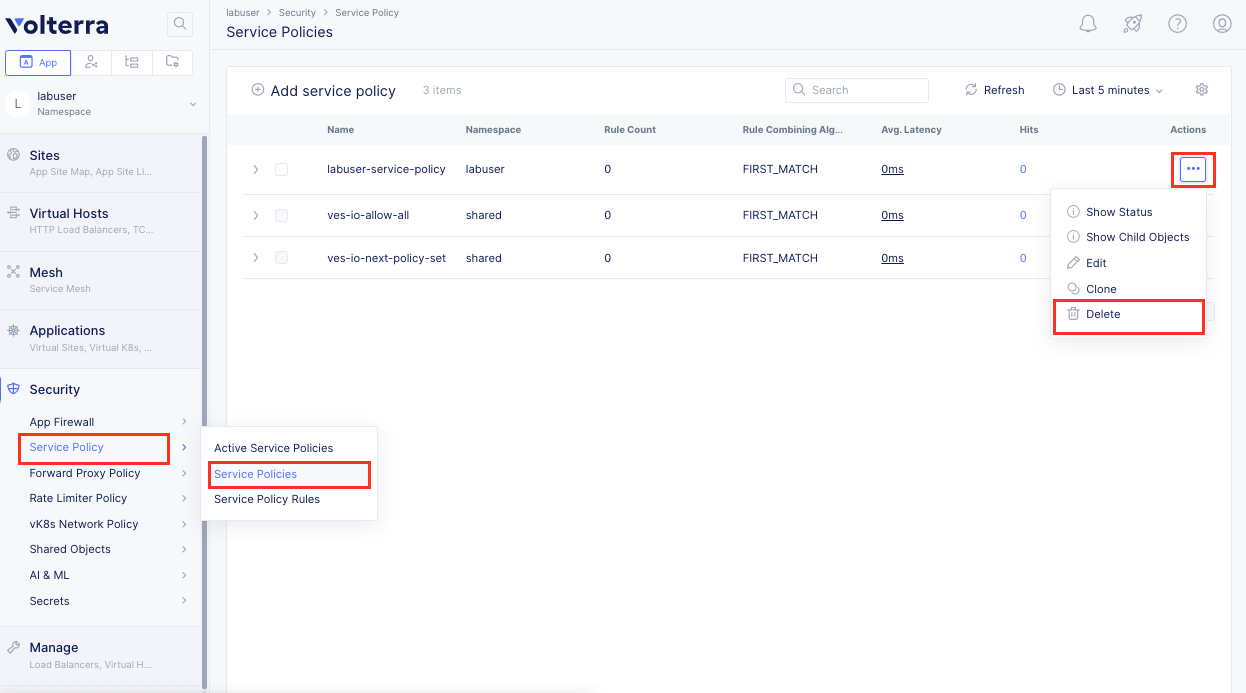 volterra
App
L
labuser
Namespace
Sites
App Site Map, App Site Li...
Virtual Hosts
HTTP Load Balancers, TC...
Mesh
Service Mesh
Applications
Virtual Sites, Virtual K8s, ...
Security
App Firewall
Service Policy
Forward Proxy Policy
Rate Limiter Policy
vK8s Network Policy
Shared Objects
AI & ML
Secrets
Manage
Load Balancers, Virtual H...
Active Service Policies
Service Policies
Service Policy Rules
labuser > Security > Service Policy
Service Policies
Add service policy 3 items Search Refresh Last 5 minutes
Name Namespace Rule Count Rule Combining Alg... Avg. Latency Hits Actions
labuser-service-policy labuser 0 FIRST_MATCH 0ms 0 ...
ves-io-allow-all shared 0 FIRST_MATCH 0ms 0
ves-io-next-policy-set shared 0 FIRST_MATCH 0ms 0
Show Status
Show Child Objects
Edit
Clone
Delete